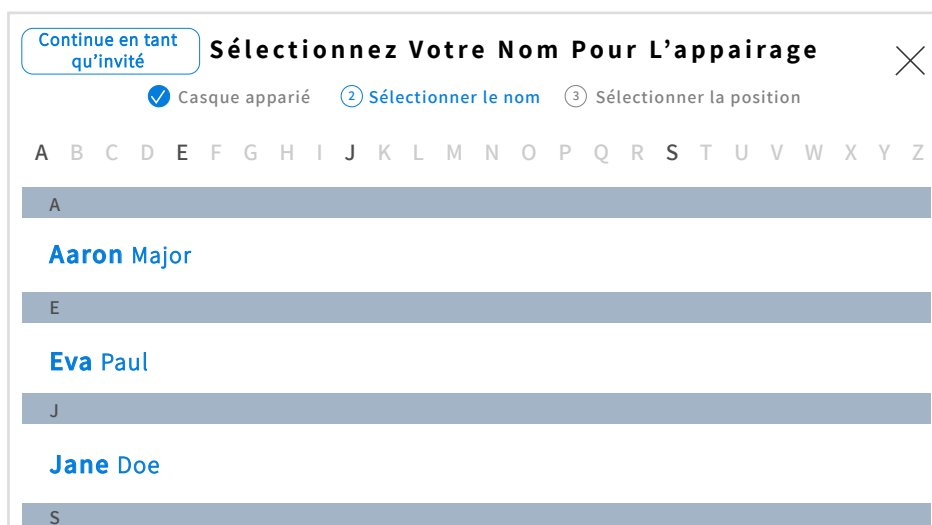 Continue en tant
qu’invité
Sélectionnez Votre Nom Pour L’appairage
Casque apparié 2 Sélectionner le nom 3 Sélectionner la position
A B C D E F G H I J K L M N O P Q R S T U V W X Y Z
A
Aaron Major
E
Eva Paul
J
Jane Doe
S